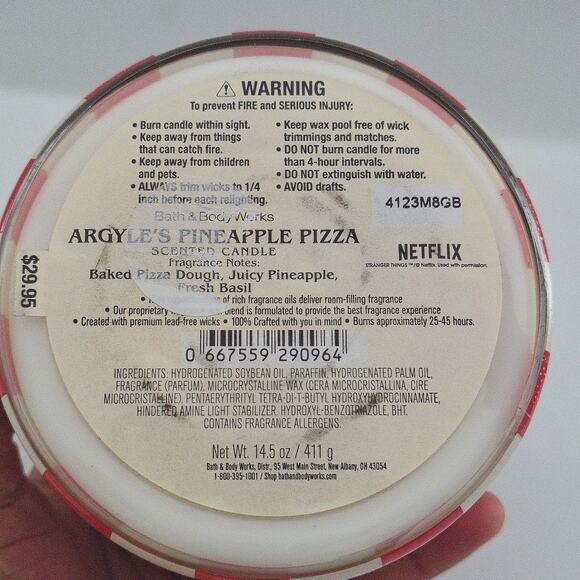 ⚠ WARNING
To prevent FIRE and SERIOUS INJURY:
• Burn candle within sight.
• Keep away from things
that can catch fire.
• Keep away from children
and pets.
• ALWAYS trim wicks to 1/4
inch before each relighting.
• Keep wax pool free of wick
trimmings and matches.
• DO NOT burn candle for more
than 4-hour intervals.
• DO NOT extinguish with water.
• AVOID drafts.
4123M8GB
Bath & Body Works
ARGYLE'S PINEAPPLE PIZZA
SCENTED CANDLE
Fragrance Notes:
Baked Pizza Dough, Juicy Pineapple,
Fresh Basil
NETFLIX
STRANGER THINGS ™/© Netflix. Used with permission.
$29.95
of rich fragrance oils deliver room-filling fragrance
• Our proprietary blend is formulated to provide the best fragrance experience
• Created with premium lead-free wicks • 100% Crafted with you in mind • Burns approximately 25-45 hours.
0 667559 290964
INGREDIENTS: HYDROGENATED SOYBEAN OIL, PARAFFIN, HYDROGENATED PALM OIL,
FRAGRANCE (PARFUM), MICROCRYSTALLINE WAX (CERA MICROCRISTALLINA, CIRE
MICROCRISTALLINE), PENTAERYTHRITYL TETRA-DI-T-BUTYL HYDROXYHYDROCINNAMATE,
HINDERED AMINE LIGHT STABILIZER, HYDROXYL-BENZOTRIAZOLE, BHT.
CONTAINS FRAGRANCE ALLERGENS.
Net Wt. 14.5 oz / 411 g
Bath & Body Works, Distr., 95 West Main Street, New Albany, OH 43054
1-800-395-1001 / Shop bathandbodyworks.com